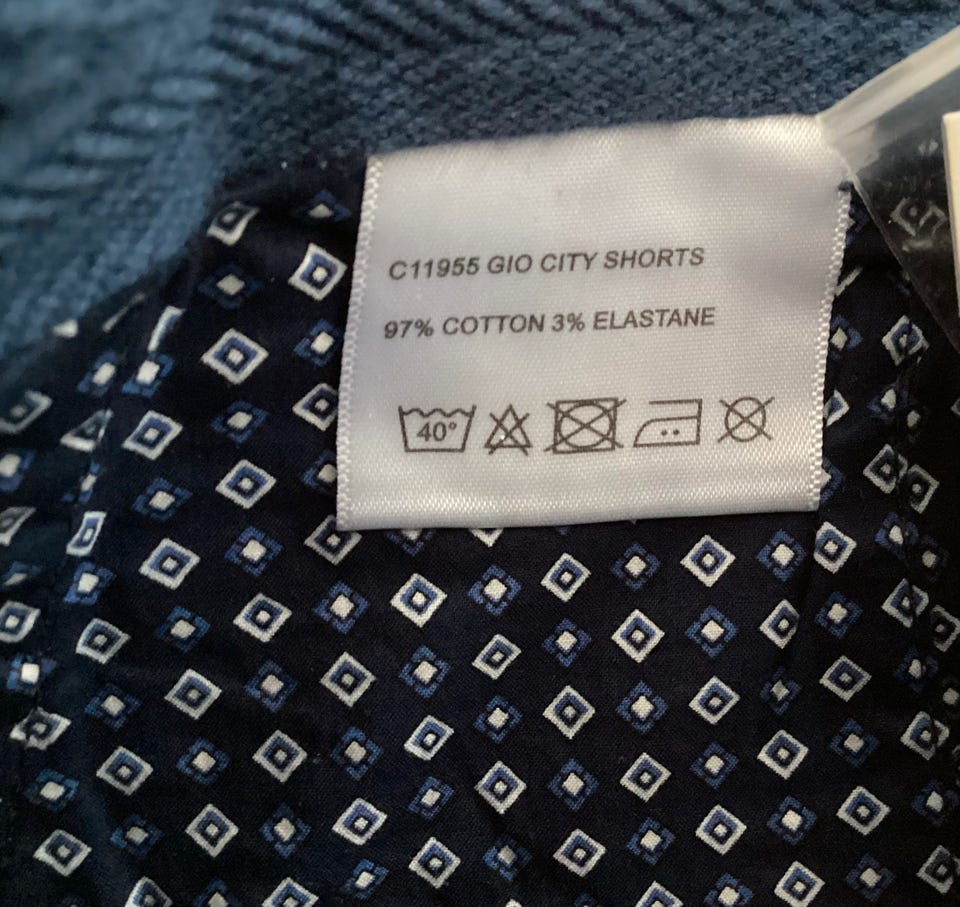 C11955 GIO CITY SHORTS
97% COTTON 3% ELASTANE
40°